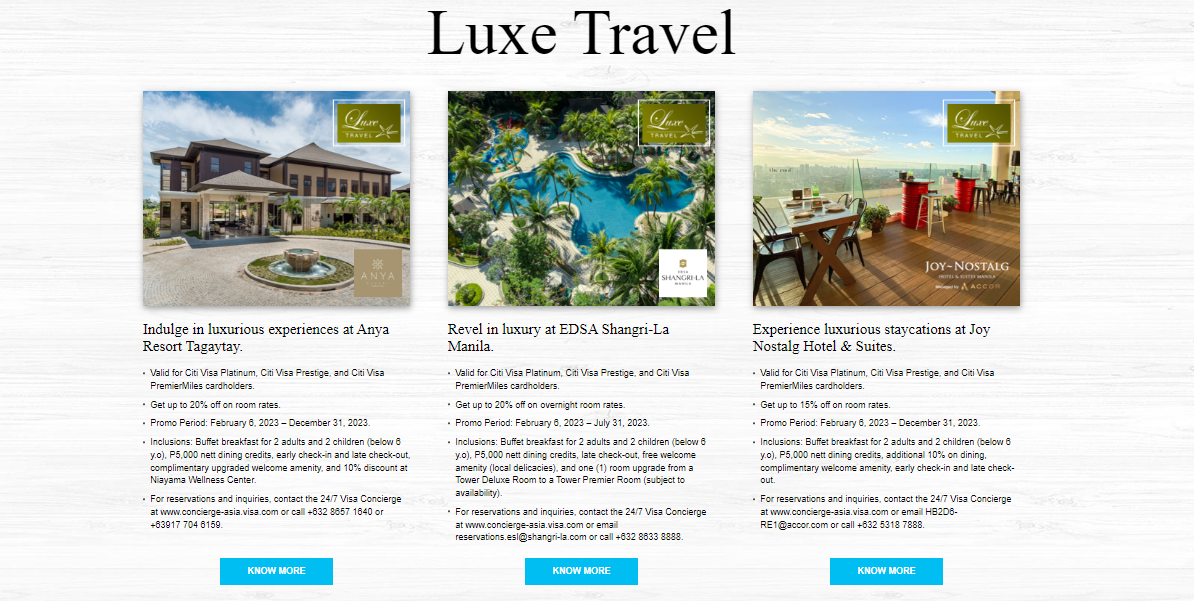 Luxe Travel
Luxe
TRAVEL
ANYA
Luxe
TRAVEL
EDSA
SHANGRI-LA
MANILA
Luxe
TRAVEL
the roof
JOY~NOSTALG
HOTEL & SUITES MANILA
Managed by ACCOR
Indulge in luxurious experiences at Anya
Resort Tagaytay.
• Valid for Citi Visa Platinum, Citi Visa Prestige, and Citi Visa
PremierMiles cardholders.
• Get up to 20% off on room rates.
• Promo Period: February 6, 2023 – December 31, 2023.
• Inclusions: Buffet breakfast for 2 adults and 2 children (below 6
y.o), P5,000 nett dining credits, early check-in and late check-out,
complimentary upgraded welcome amenity, and 10% discount at
Niayama Wellness Center.
• For reservations and inquiries, contact the 24/7 Visa Concierge
at www.concierge-asia.visa.com or call +632 8657 1640 or
+63917 704 6159.
KNOW MORE
Revel in luxury at EDSA Shangri-La
Manila.
• Valid for Citi Visa Platinum, Citi Visa Prestige, and Citi Visa
PremierMiles cardholders.
• Get up to 20% off on overnight room rates.
• Promo Period: February 6, 2023 – July 31, 2023.
• Inclusions: Buffet breakfast for 2 adults and 2 children (below 6
y.o), P5,000 nett dining credits, late check-out, free welcome
amenity (local delicacies), and one (1) room upgrade from a
Tower Deluxe Room to a Tower Premier Room (subject to
availability).
• For reservations and inquiries, contact the 24/7 Visa Concierge
at www.concierge-asia.visa.com or email
reservations.esl@shangri-la.com or call +632 8633 8888.
KNOW MORE
Experience luxurious staycations at Joy
Nostalg Hotel & Suites.
• Valid for Citi Visa Platinum, Citi Visa Prestige, and Citi Visa
PremierMiles cardholders.
• Get up to 15% off on room rates.
• Promo Period: February 6, 2023 – December 31, 2023.
• Inclusions: Buffet breakfast for 2 adults and 2 children (below 6
y.o), P5,000 nett dining credits, additional 10% on dining,
complimentary welcome amenity, early check-in and late check-
out.
• For reservations and inquiries, contact the 24/7 Visa Concierge
at www.concierge-asia.visa.com or email HB2D6-
RE1@accor.com or call +632 5318 7888.
KNOW MORE